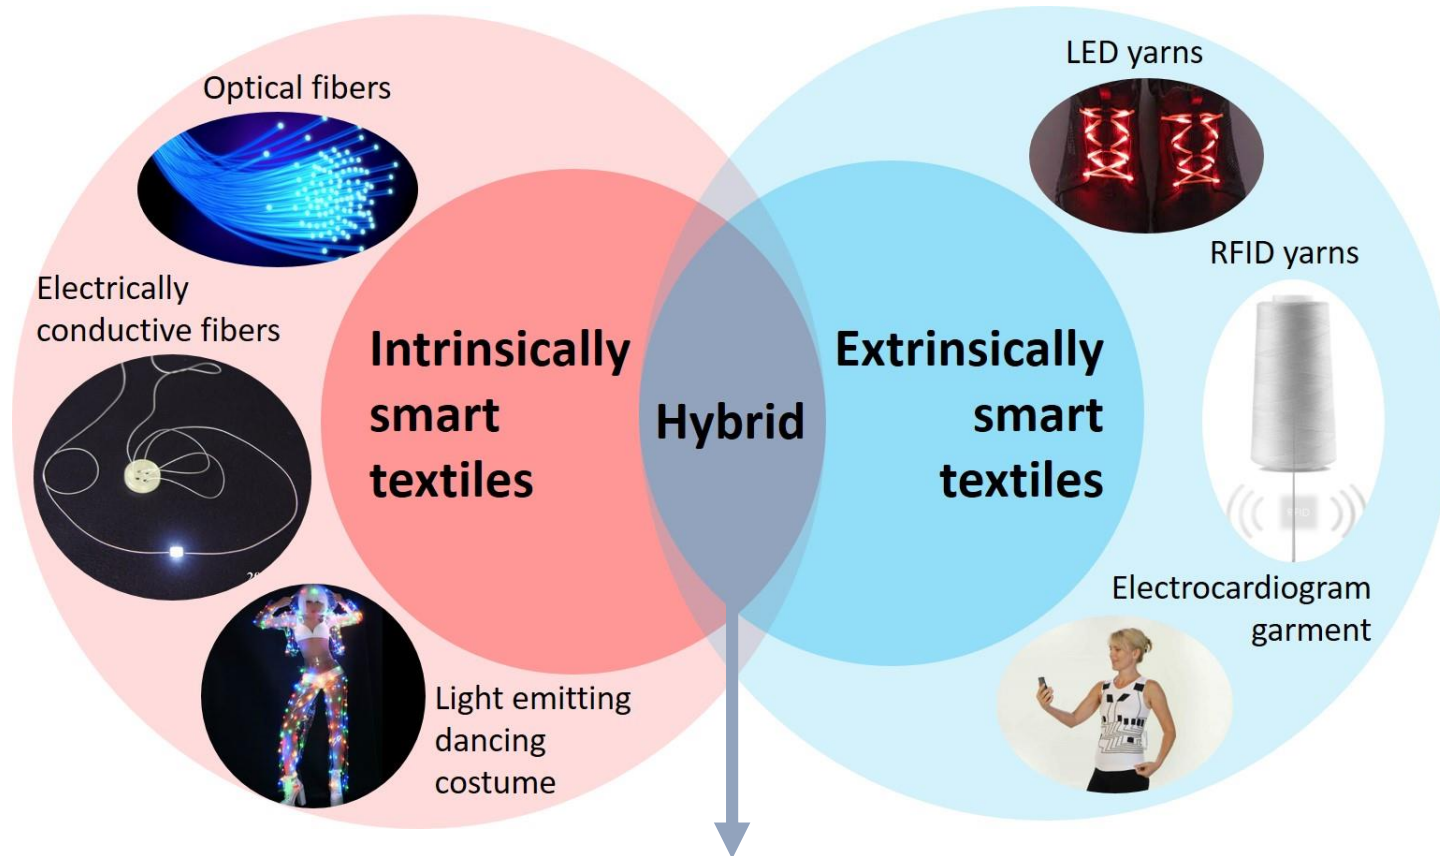 Optical fibers
Electrically
conductive fibers
Light emitting
dancing
costume
Intrinsically
smart
textiles
Hybrid
Extrinsically
smart
textiles
LED yarns
RFID yarns
RFID
Electrocardiogram
garment